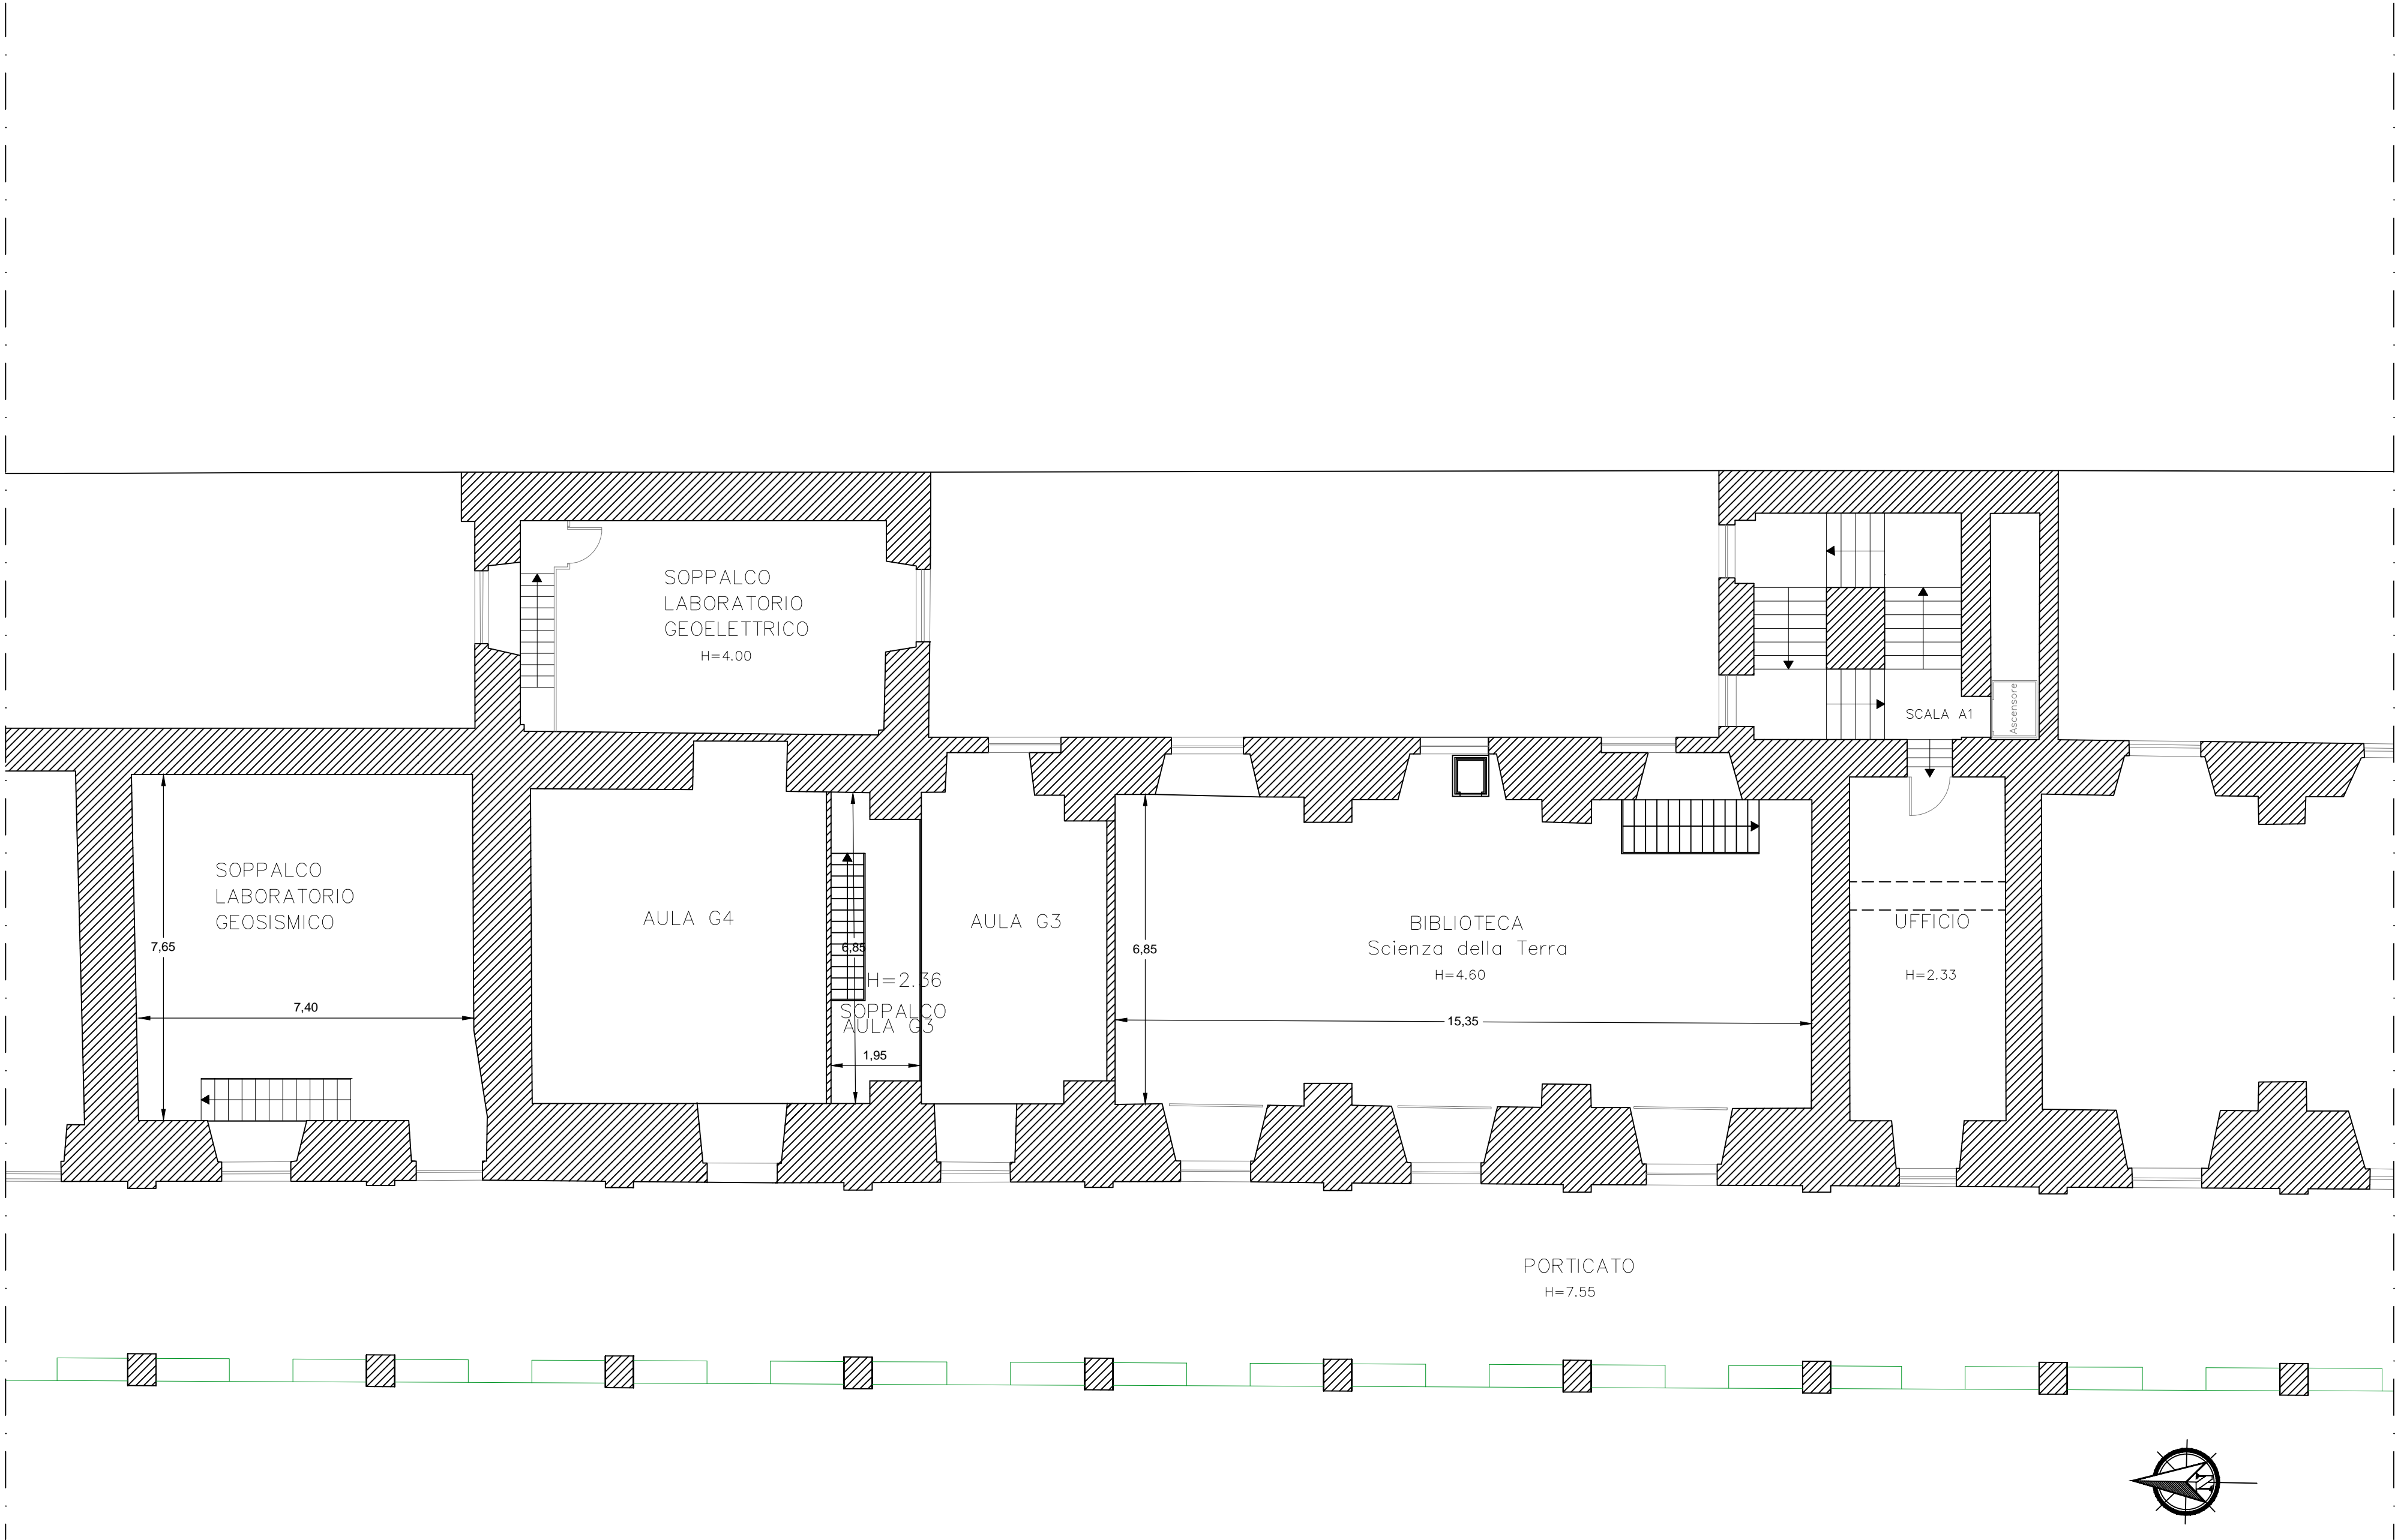 SOPPALCO
LABORATORIO
GEOELETTRICO
H=4.00
SCALA A1
Ascensore
SOPPALCO
LABORATORIO
GEOSISMICO
7,65
7,40
AULA G4
6,85
H=2.36
SOPPALCO
AULA G3
1,95
AULA G3
6,85
BIBLIOTECA
Scienza della Terra
H=4.60
15,35
UFFICIO
H=2.33
PORTICATO
H=7.55
N